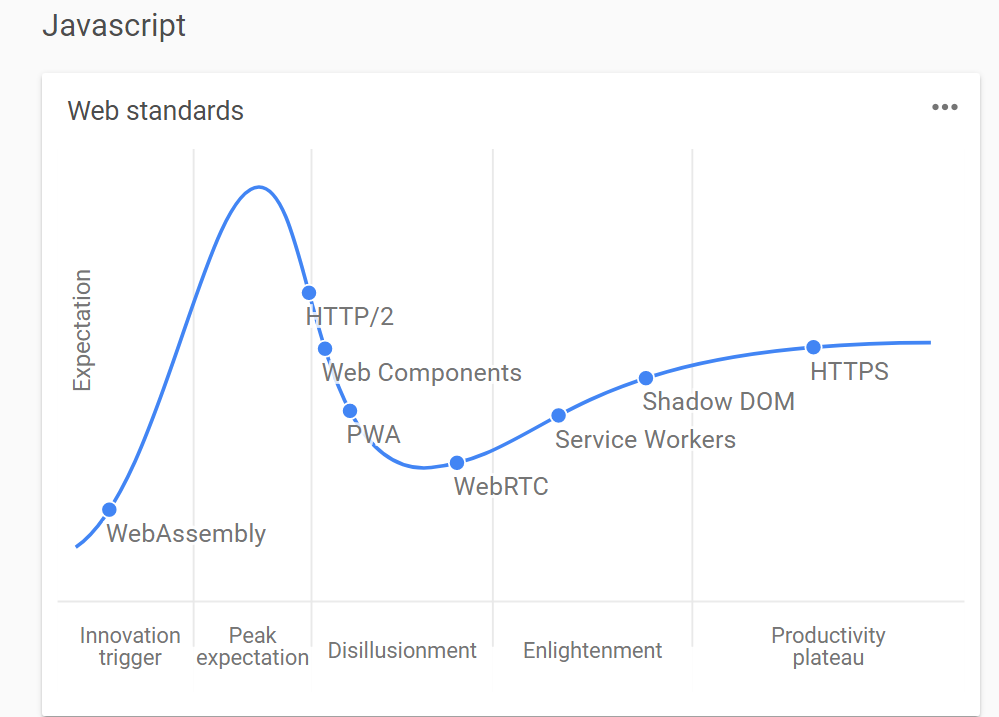 Javascript
Web standards
Expectation
HTTP/2
Web Components
PWA
WebRTC
WebAssembly
Service Workers
Shadow DOM
HTTPS
Innovation
trigger
Peak
expectation
Disillusionment
Enlightenment
Productivity
plateau